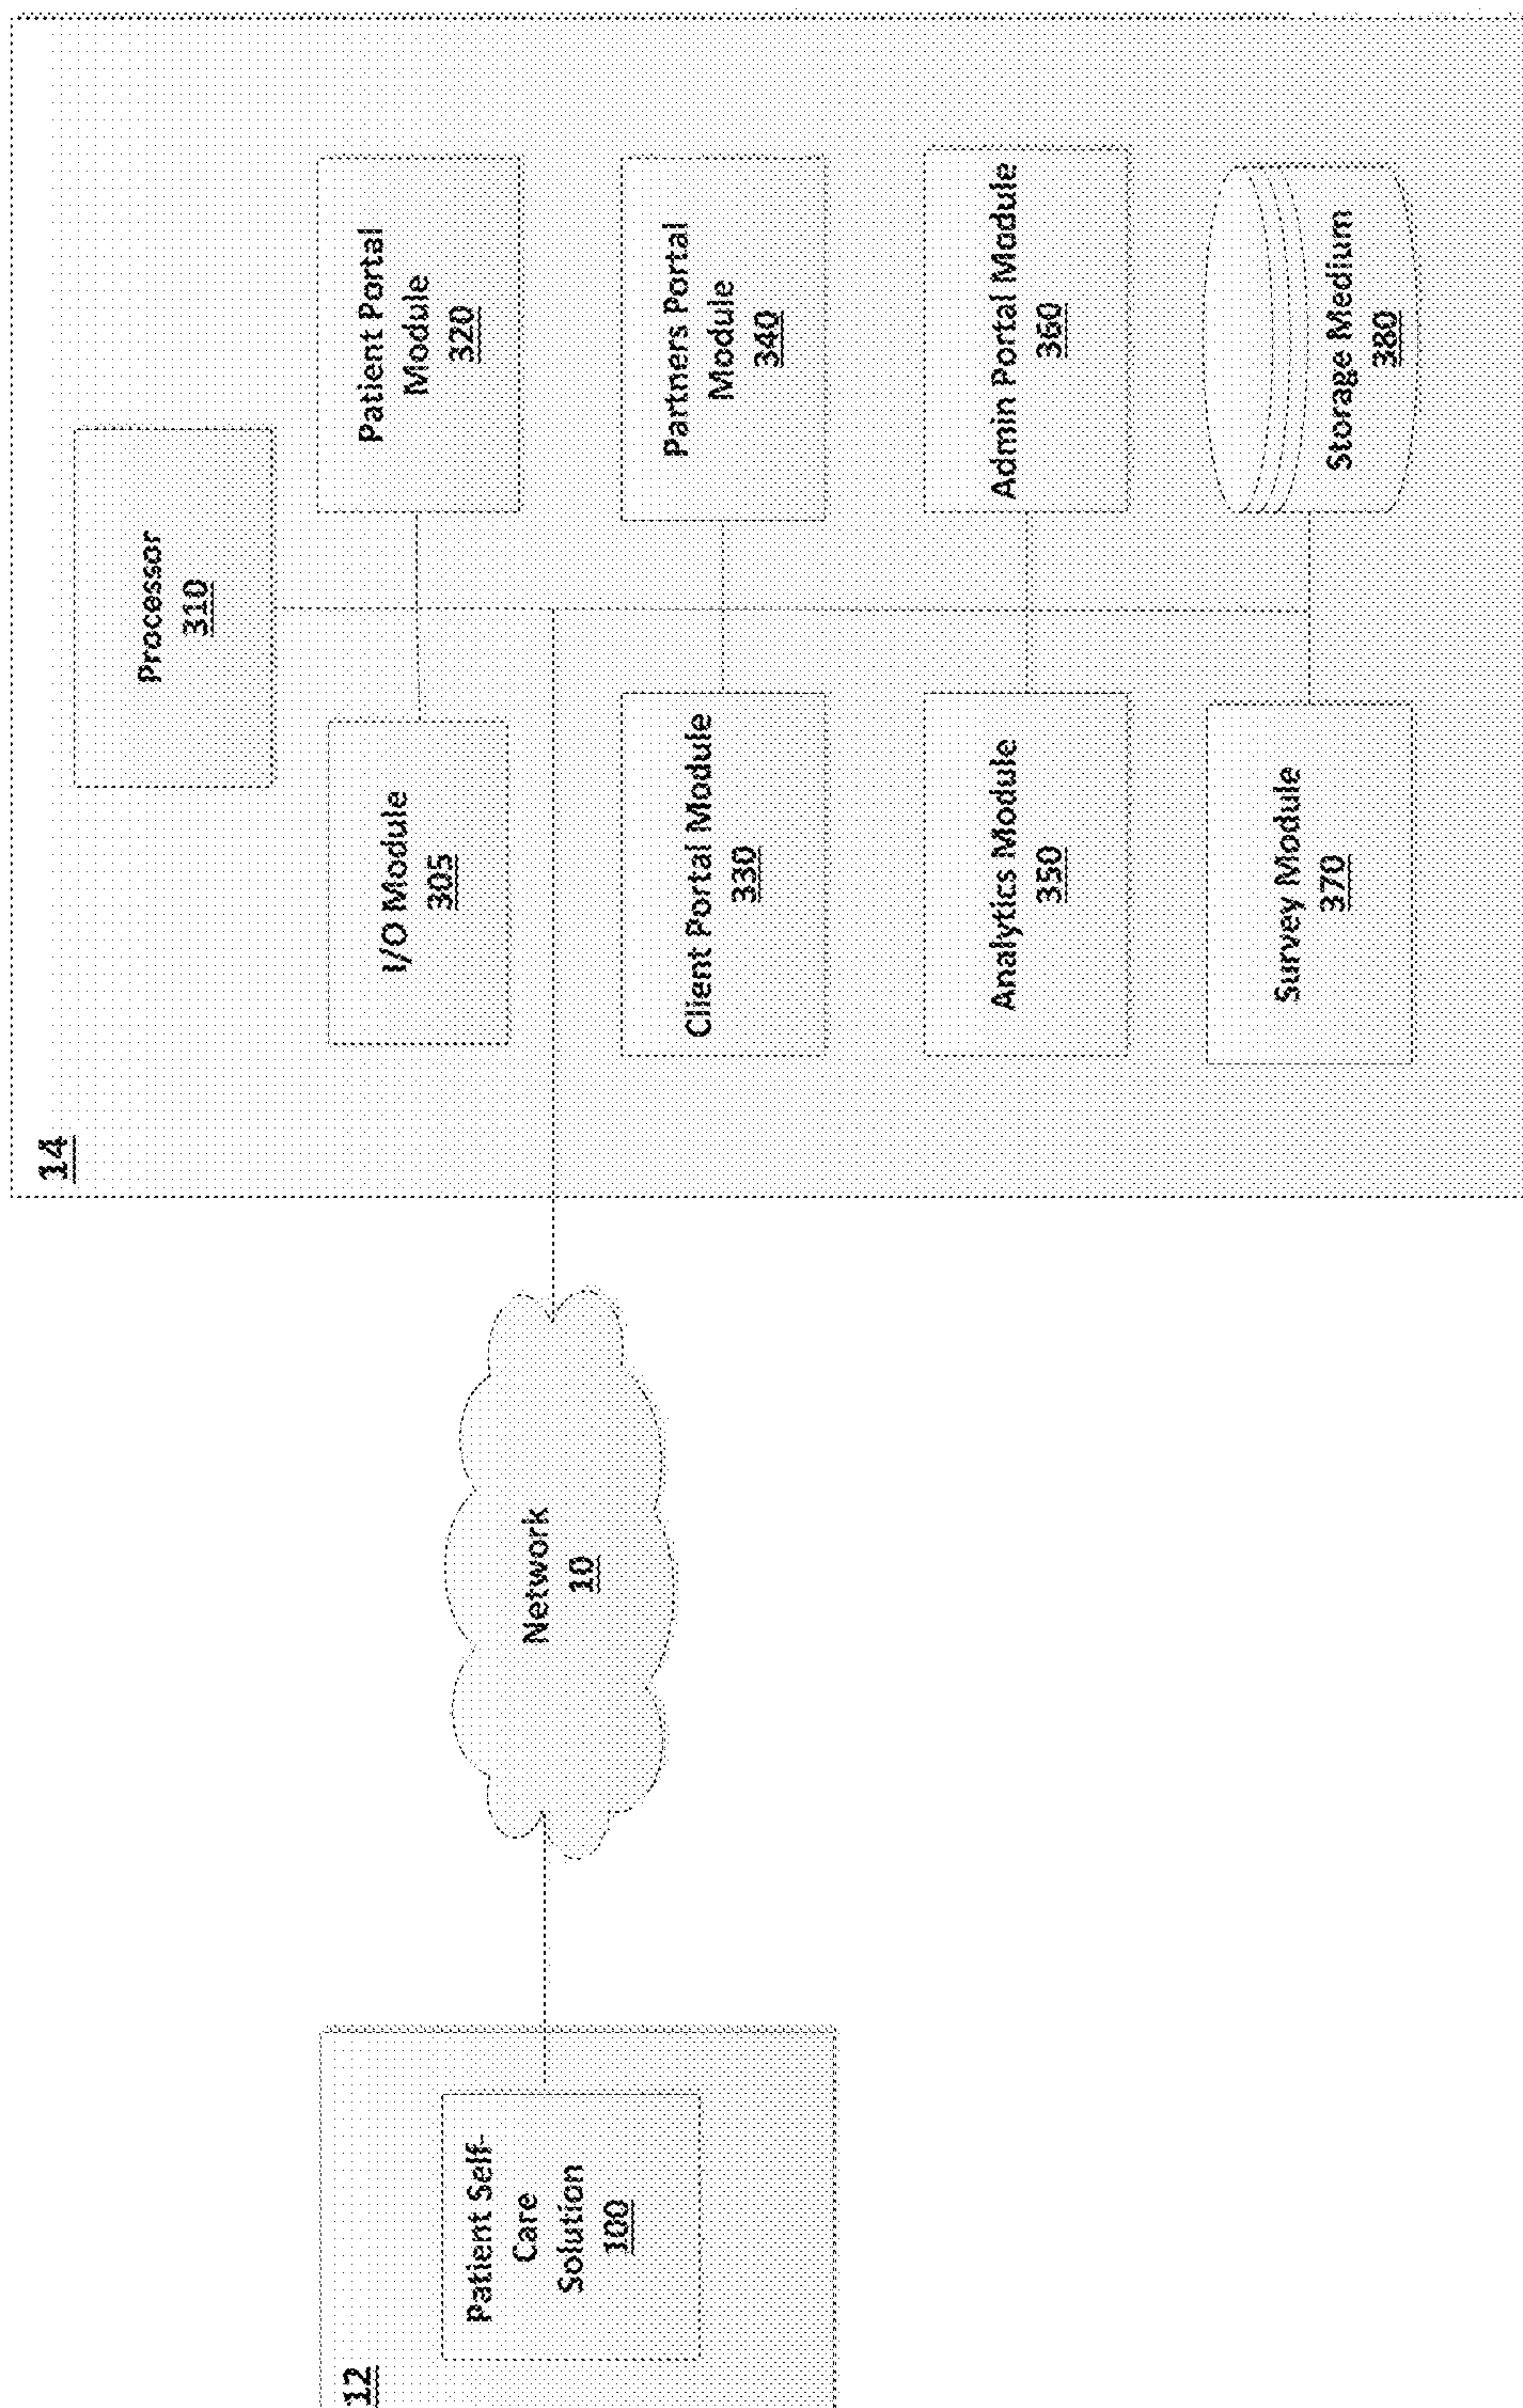 12
Patient Self-
Care
Solution
100
Network
10
14
Processor
310
I/O Module
305
Patient Portal
Module
320
Client Portal Module
330
Partners Portal
Module
340
Analytics Module
350
Admin Portal Module
360
Survey Module
370
Storage Medium
380